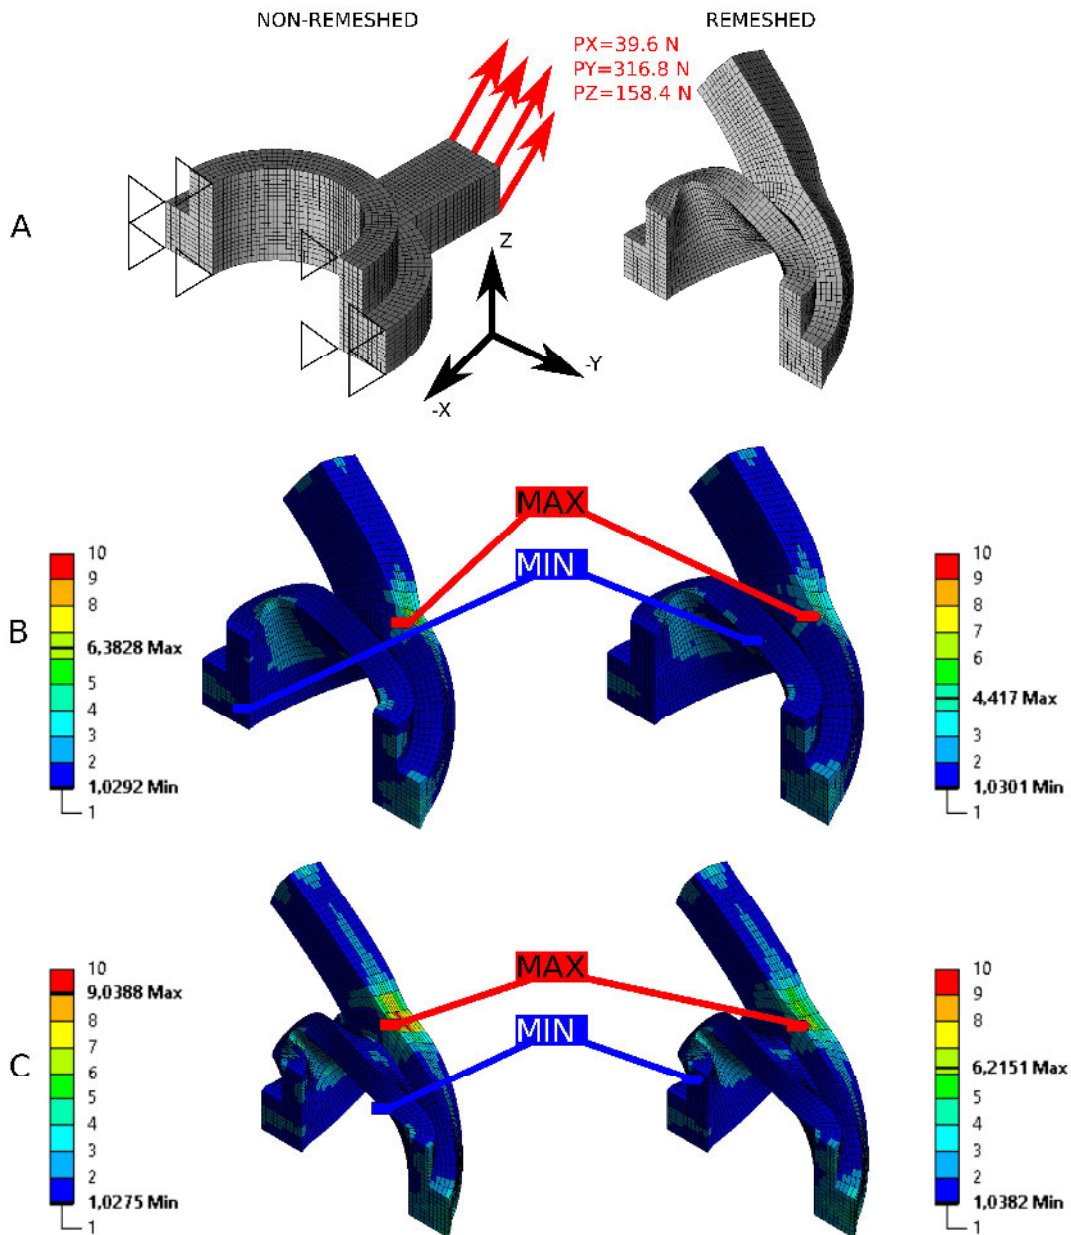 NON-REMESHED
REMESHED
PX=39.6 N
PY=316.8 N
PZ=158.4 N
A
Z
-Y
-X
B
MAX
MIN
10
9
8
6,3828 Max
5
4
3
2
1,0292 Min
1
10
9
8
7
6
5
4,417 Max
3
2
1,0301 Min
1
C
MAX
MIN
10
9,0388 Max
8
7
6
5
4
3
2
1,0275 Min
1
10
9
8
7
6,2151 Max
5
4
3
2
1,0382 Min
1